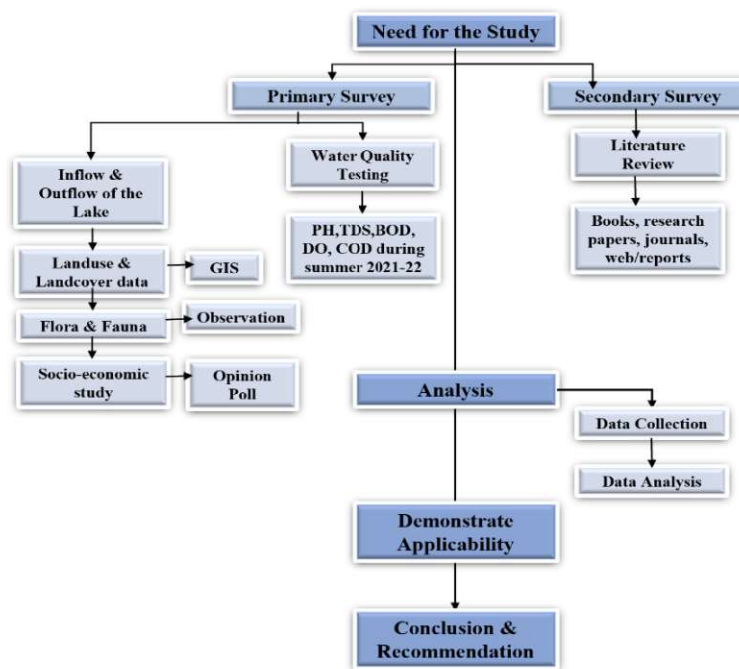 Need for the Study
Primary Survey
Secondary Survey
Inflow &
Outflow of the
Lake
Water Quality
Testing
Literature
Review
PH,TDS,BOD,
DO, COD during
summer 2021-22
Books, research
papers, journals,
web/reports
Landuse &
Landcover data
GIS
Flora & Fauna
Observation
Socio-economic
study
Opinion
Poll
Analysis
Data Collection
Data Analysis
Demonstrate
Applicability
Conclusion &
Recommendation